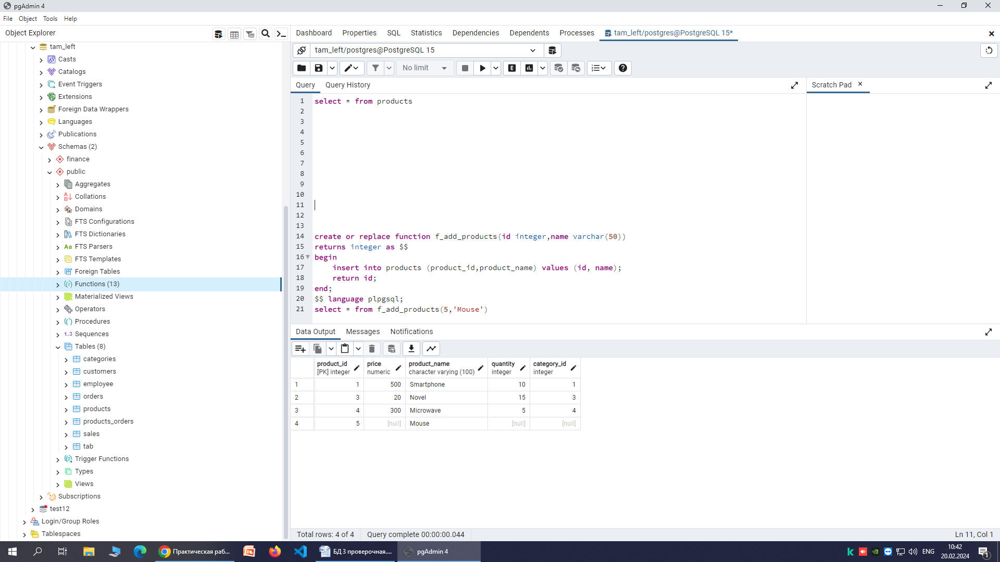 pgAdmin 4
File Object Tools Help
Object Explorer
Dashboard Properties SQL Statistics Dependencies Dependents Processes tam_left/postgres@PostgreSQL 15*
tam_left
Casts
Catalogs
Event Triggers
Extensions
Foreign Data Wrappers
Languages
Publications
Schemas (2)
finance
public
Aggregates
Collations
Domains
FTS Configurations
FTS Dictionaries
FTS Parsers
FTS Templates
Foreign Tables
Functions (13)
Materialized Views
Operators
Procedures
Sequences
Tables (8)
categories
customers
employee
orders
products
products_orders
sales
tab
Trigger Functions
Types
Views
Subscriptions
test12
Login/Group Roles
Tablespaces
tam_left/postgres@PostgreSQL 15
No limit
Query Query History
Scratch Pad
1 select * from products
2
3
4
5
6
7
8
9
10
11
12
13
14 create or replace function f_add_products(id integer,name varchar(50))
15 returns integer as $$
16 begin
17 insert into products (product_id,product_name) values (id, name);
18 return id;
19 end;
20 $$ language plpgsql;
21 select * from f_add_products(5,'Mouse')
Data Output Messages Notifications
product_id price product_name quantity category_id
[PK] integer numeric character varying (100) integer integer
1 1 500 Smartphone 10 1
2 3 20 Novel 15 3
3 4 300 Microwave 5 4
4 5 [null] Mouse [null] [null]
Total rows: 4 of 4 Query complete 00:00:00.044 Ln 11, Col 1
Практическая раб... БД 3 проверочная.... pgAdmin 4 ENG 10:42
20.02.2024
1